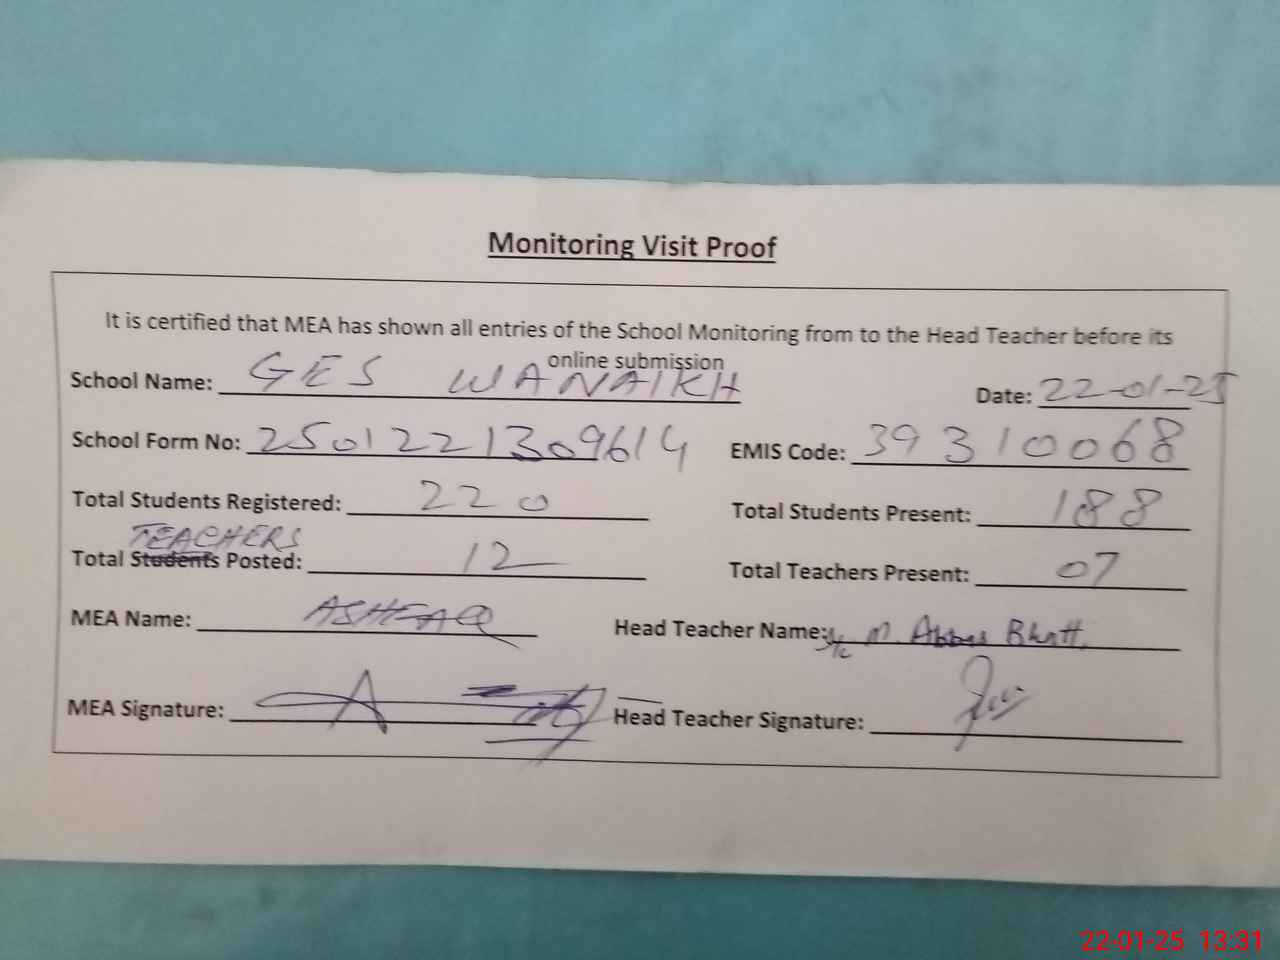 Monitoring Visit Proof
It is certified that MEA has shown all entries of the School Monitoring from to the Head Teacher before its
online submission
School Name: GES WANAIKH Date: 22-01-25
School Form No: 2501221309614 EMIS Code: 39310068
Total Students Registered: 220 Total Students Present: 188
TEACHERS
Total Students Posted: 12 Total Teachers Present: 07
MEA Name: ASHFAQ Head Teacher Name: M. Abbas Bhatt
MEA Signature: Head Teacher Signature:
22-01-25 13:31